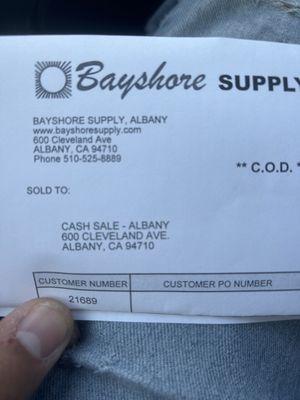 Bayshore SUPPLY
BAYSHORE SUPPLY, ALBANY
www.bayshoresupply.com
600 Cleveland Ave
ALBANY, CA 94710
Phone 510-525-8889
** C.O.D. *
SOLD TO:
CASH SALE - ALBANY
600 CLEVELAND AVE.
ALBANY, CA 94710
CUSTOMER NUMBER CUSTOMER PO NUMBER
21689